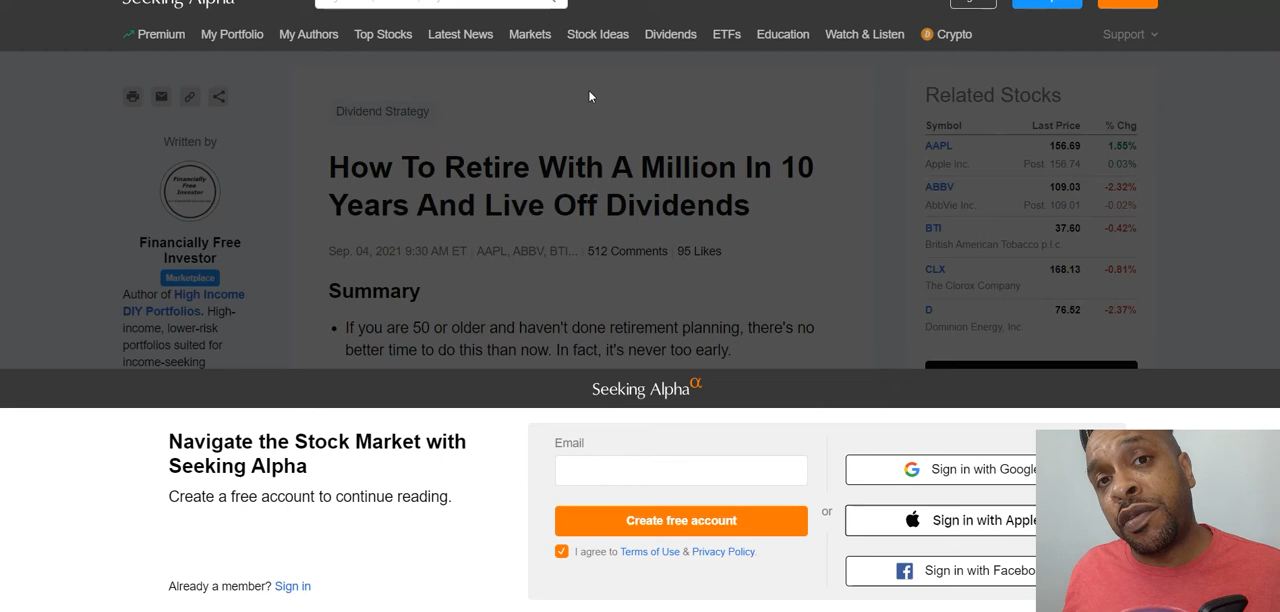 Seeking Alpha
Premium My Portfolio My Authors Top Stocks Latest News Markets Stock Ideas Dividends ETFs Education Watch & Listen Crypto Support
Dividend Strategy
Written by
Financially
Free
Investor
Financially Free
Investor
Marketplace
Author of High Income
DIY Portfolios. High-
income, lower-risk
portfolios suited for
income-seeking
How To Retire With A Million In 10
Years And Live Off Dividends
Sep. 04, 2021 9:30 AM ET | AAPL, ABBV, BTI... | 512 Comments | 95 Likes
Summary
• If you are 50 or older and haven't done retirement planning, there's no
better time to do this than now. In fact, it's never too early.
Related Stocks
Symbol Last Price % Chg
AAPL 156.69 1.55%
Apple Inc. Post. 156.74 0.03%
ABBV 109.03 -2.32%
AbbVie Inc. Post. 109.01 -0.02%
BTI 37.60 -0.42%
British American Tobacco p.l.c.
CLX 168.13 -0.81%
The Clorox Company
D 76.52 -2.37%
Dominion Energy, Inc.
Seeking Alphaα
Navigate the Stock Market with
Seeking Alpha
Create a free account to continue reading.
Already a member? Sign in
Email
Create free account
I agree to Terms of Use & Privacy Policy.
or
Sign in with Google
Sign in with Apple
Sign in with Facebo